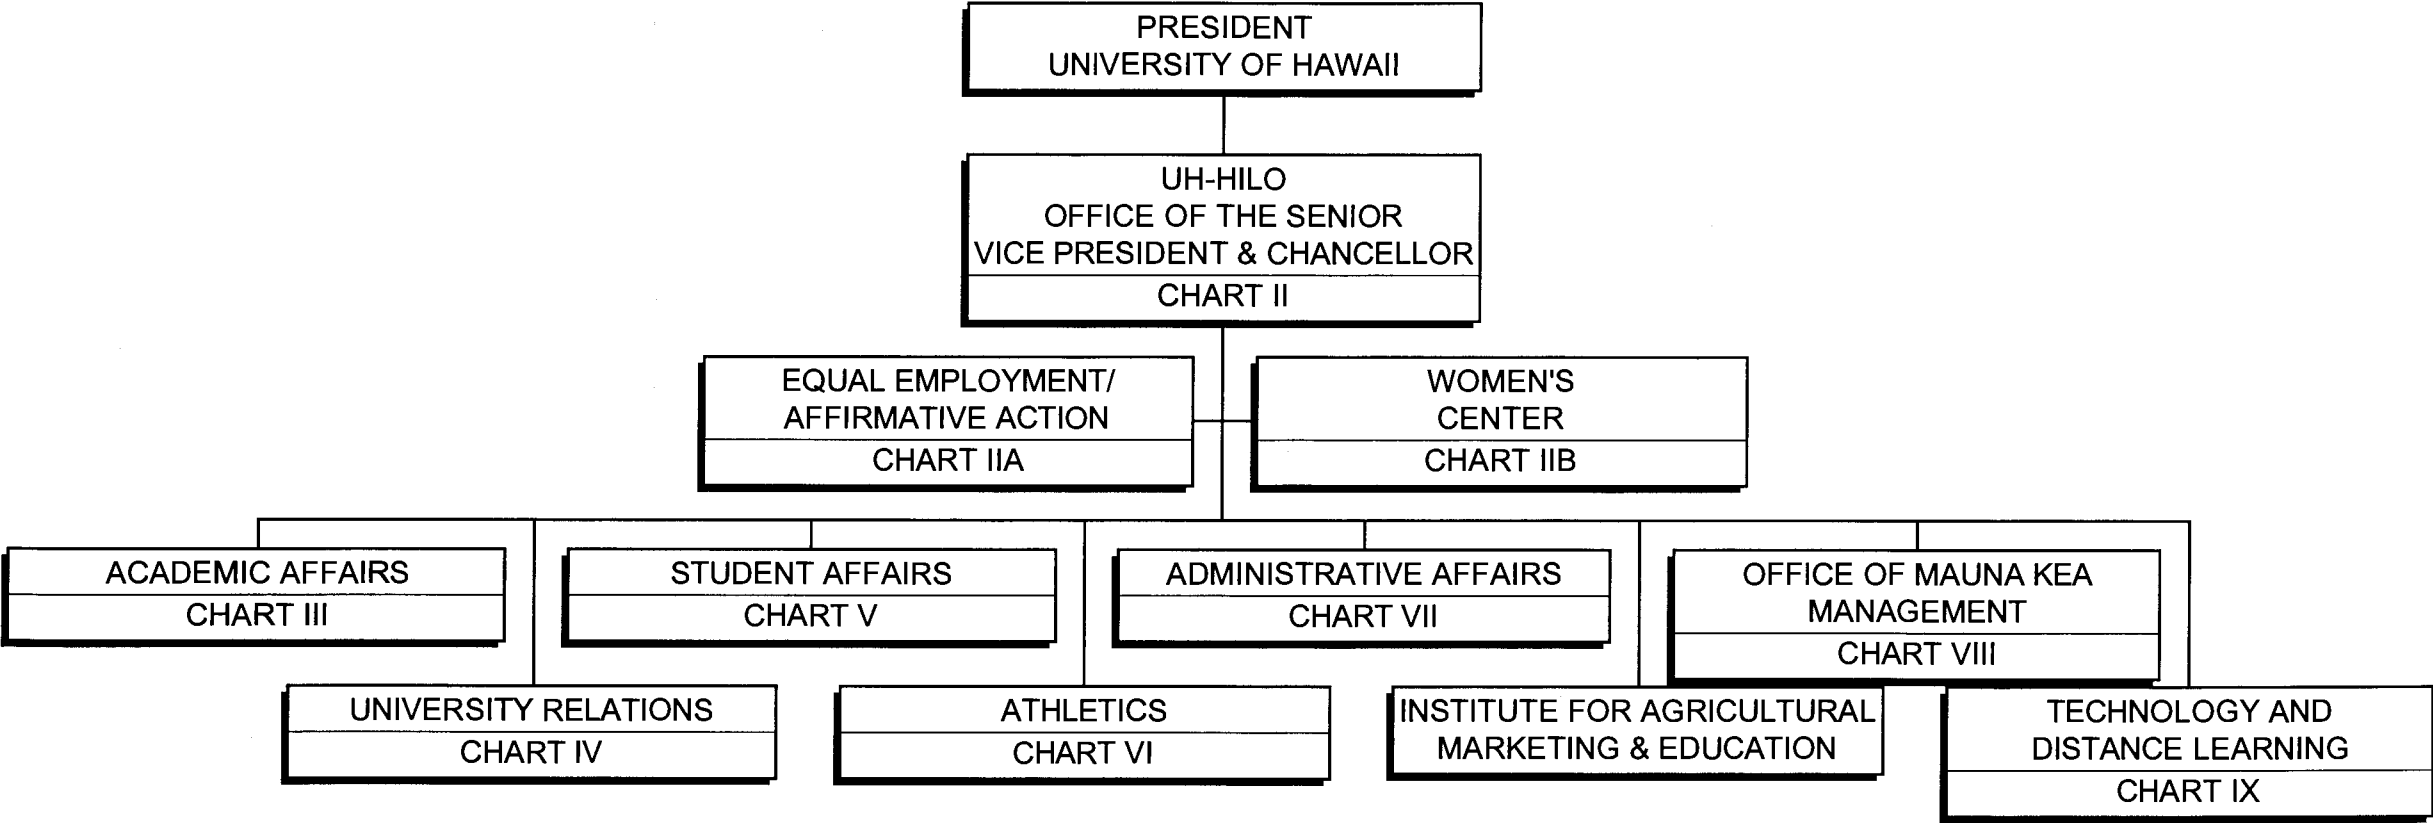 PRESIDENT
UNIVERSITY OF HAWAII
UH-HILO
OFFICE OF THE SENIOR
VICE PRESIDENT & CHANCELLOR
CHART II
EQUAL EMPLOYMENT/
AFFIRMATIVE ACTION
CHART IIA
WOMEN'S
CENTER
CHART IIB
ACADEMIC AFFAIRS
CHART III
STUDENT AFFAIRS
CHART V
ADMINISTRATIVE AFFAIRS
CHART VII
OFFICE OF MAUNA KEA
MANAGEMENT
CHART VIII
UNIVERSITY RELATIONS
CHART IV
ATHLETICS
CHART VI
INSTITUTE FOR AGRICULTURAL
MARKETING & EDUCATION
TECHNOLOGY AND
DISTANCE LEARNING
CHART IX